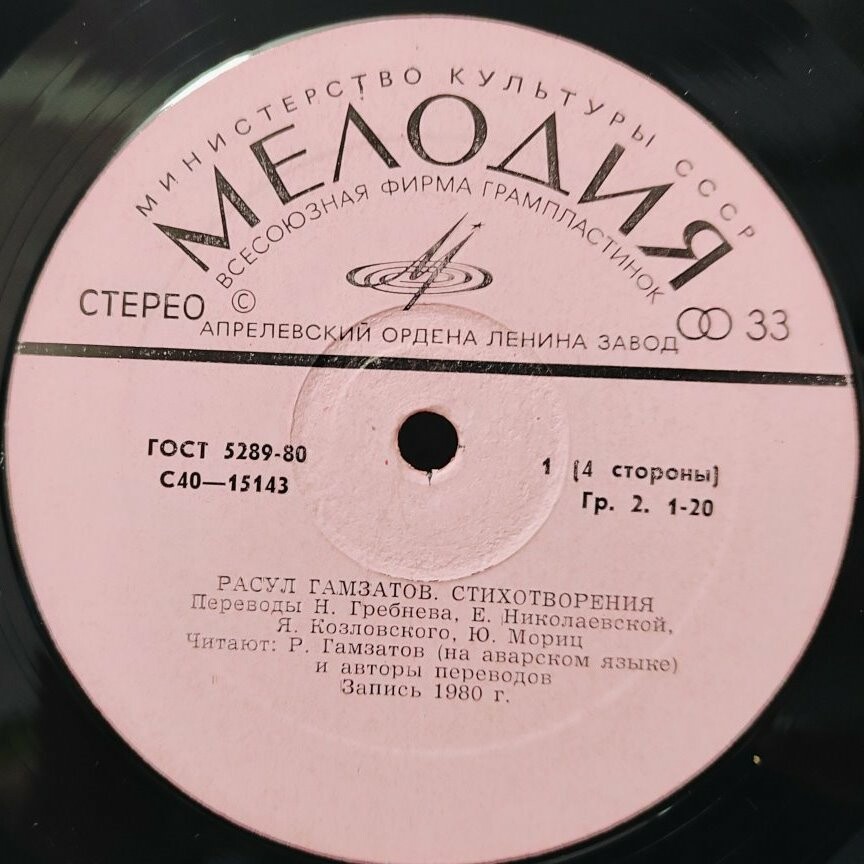 МИНИСТЕРСТВО КУЛЬТУРЫ СССР
МЕЛОДИЯ
ВСЕСОЮЗНАЯ ФИРМА ГРАМПЛАСТИНОК
СТЕРЕО © 33
АПРЕЛЕВСКИЙ ОРДЕНА ЛЕНИНА ЗАВОД
ГОСТ 5289-80
С40—15143
1 (4 стороны)
Гр. 2. 1-20
РАСУЛ ГАМЗАТОВ. СТИХОТВОРЕНИЯ
Переводы Н. Гребнева, Е. Николаевской,
Я. Козловского, Ю. Мориц
Читают: Р. Гамзатов (на аварском языке)
и авторы переводов
Запись 1980 г.